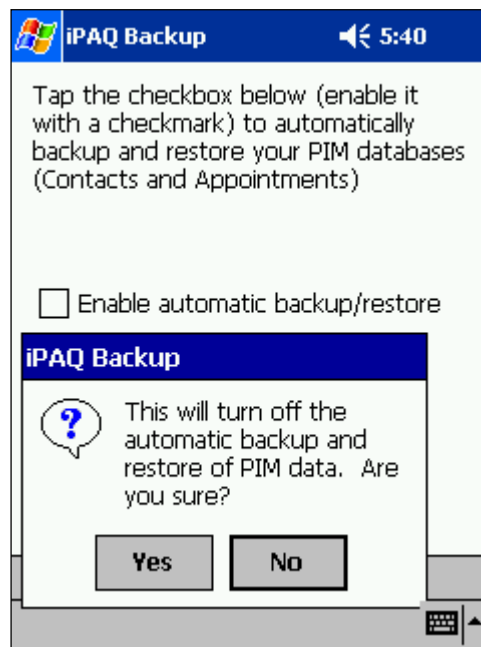 iPAQ Backup 5:40
Tap the checkbox below (enable it
with a checkmark) to automatically
backup and restore your PIM databases
(Contacts and Appointments)
Enable automatic backup/restore
iPAQ Backup
?
This will turn off the
automatic backup and
restore of PIM data. Are
you sure?
Yes No